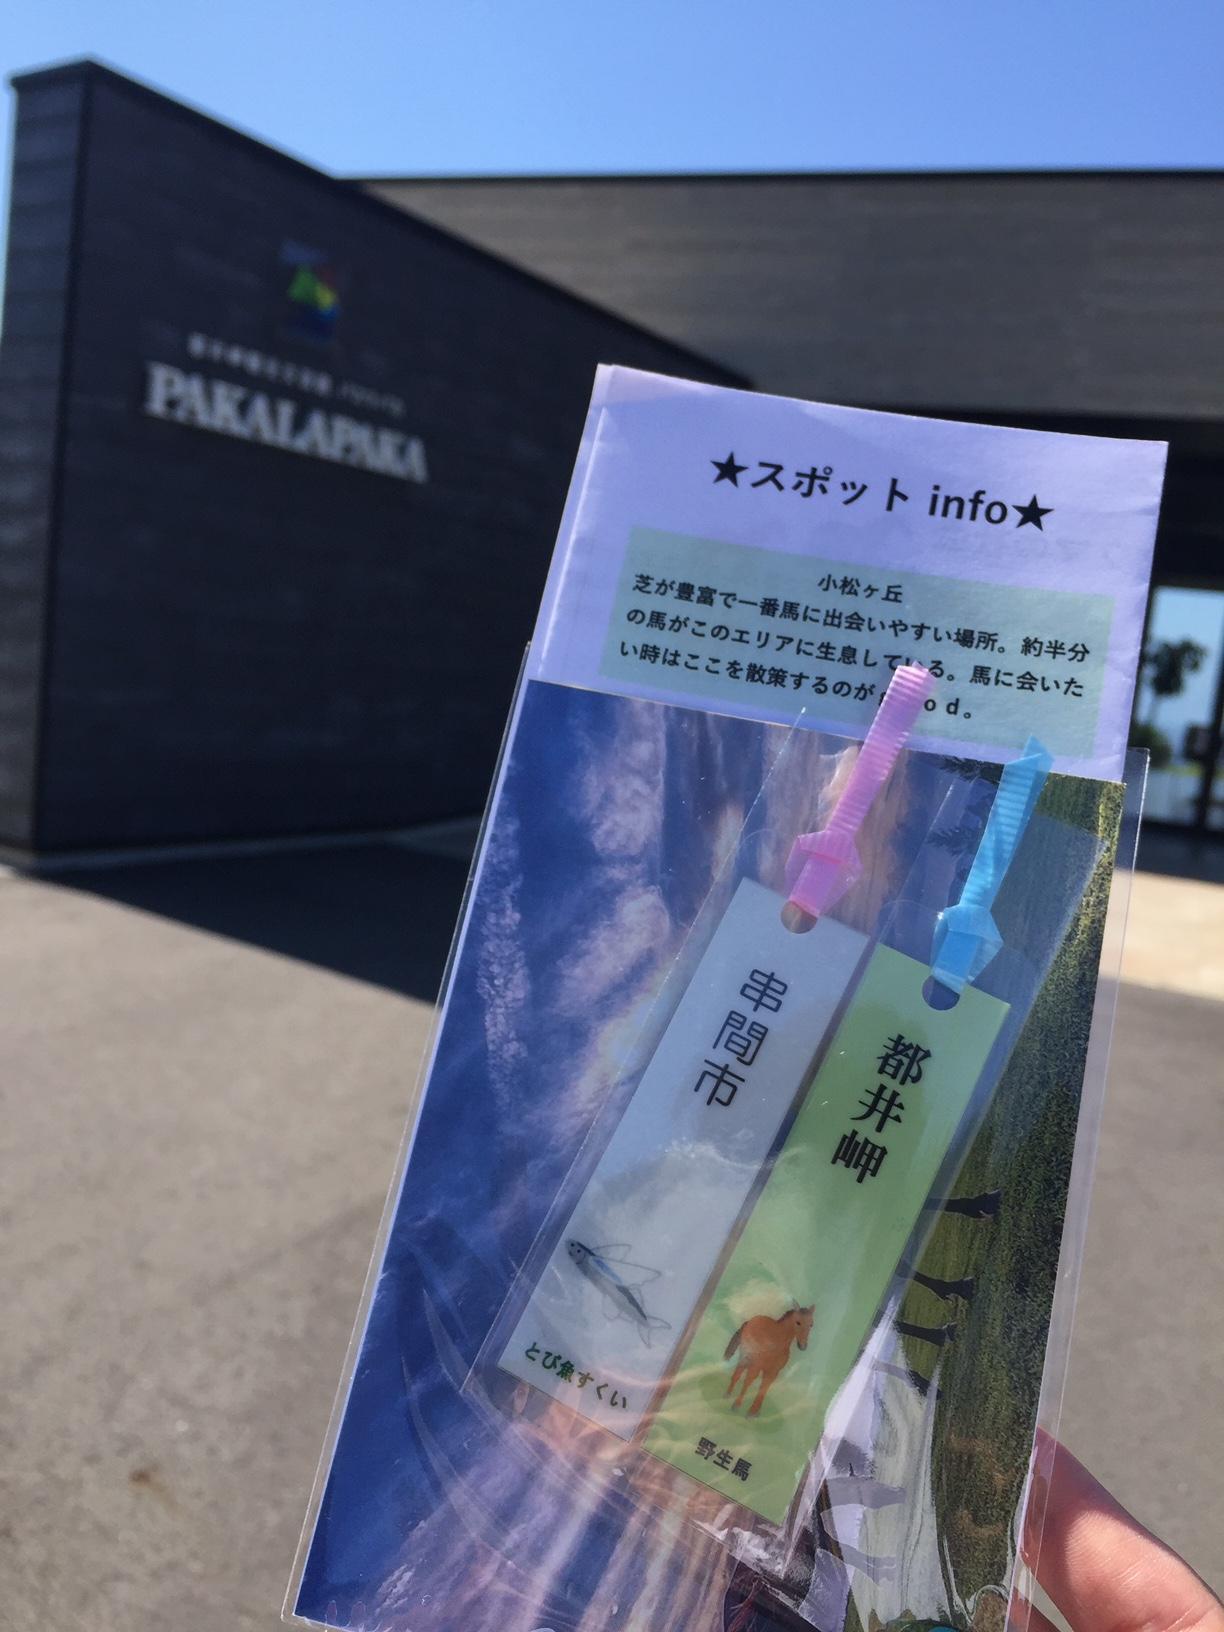 PAKALAPAKA
★スポット info★
小松ヶ丘
芝が豊富で一番馬に出会いやすい場所。約半分
の馬がこのエリアに生息している。馬に会いた
い時はここを散策するのが good。
串間市
とび魚すくい
都井岬
野生馬